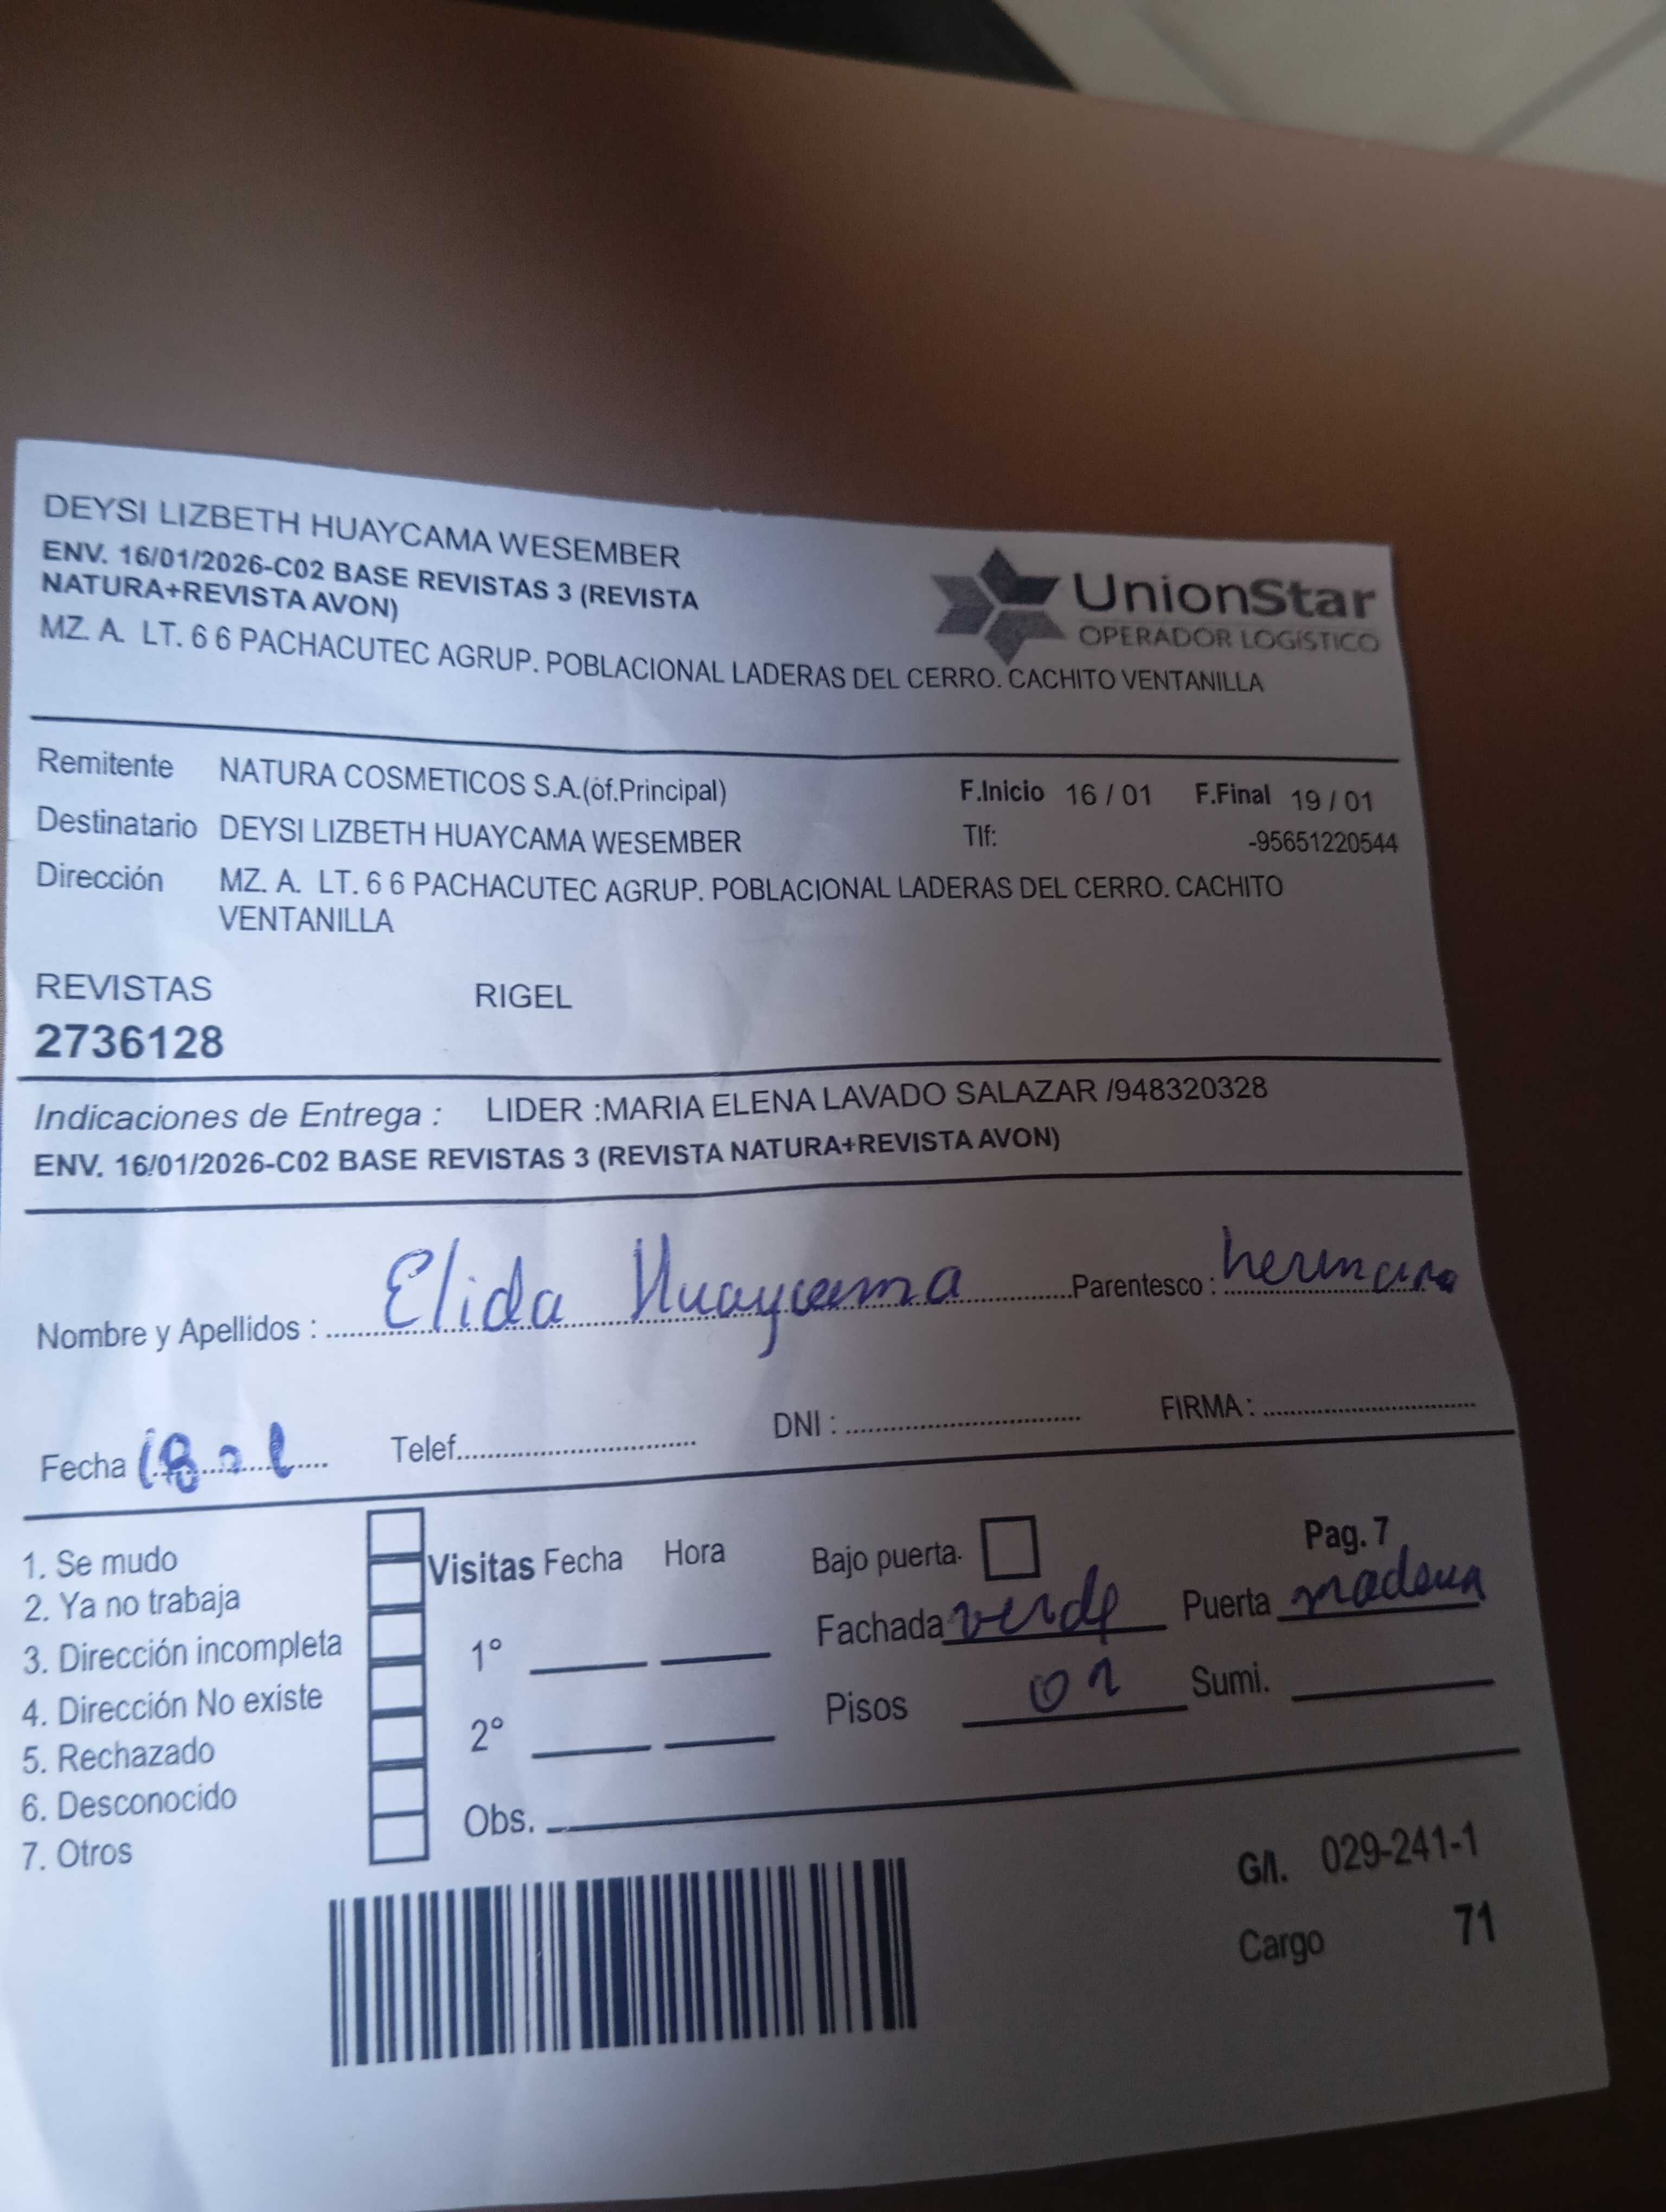 DEYSI LIZBETH HUAYCAMA WESEMBER
ENV. 16/01/2026-C02 BASE REVISTAS 3 (REVISTA
NATURA+REVISTA AVON)
MZ. A. LT. 6 6 PACHACUTEC AGRUP. POBLACIONAL LADERAS DEL CERRO. CACHITO VENTANILLA
UnionStar
OPERADOR LOGÍSTICO
Remitente NATURA COSMETICOS S.A.(of.Principal) F.Inicio 16 / 01 F.Final 19 / 01
Destinatario DEYSI LIZBETH HUAYCAMA WESEMBER Tlf: -95651220544
Dirección MZ. A. LT. 6 6 PACHACUTEC AGRUP. POBLACIONAL LADERAS DEL CERRO. CACHITO
VENTANILLA
REVISTAS RIGEL
2736128
Indicaciones de Entrega : LIDER :MARIA ELENA LAVADO SALAZAR /948320328
ENV. 16/01/2026-C02 BASE REVISTAS 3 (REVISTA NATURA+REVISTA AVON)
Nombre y Apellidos : Elida Huaycama Parentesco : hermana
Fecha Telef. DNI : FIRMA :
1. Se mudo
2. Ya no trabaja
3. Dirección incompleta
4. Dirección No existe
5. Rechazado
6. Desconocido
7. Otros
Visitas Fecha Hora
1°
2°
Obs.
Bajo puerta. Pag. 7
Fachada verde Puerta madera
Pisos Sumi.
G/I. 029-241-1
Cargo 71